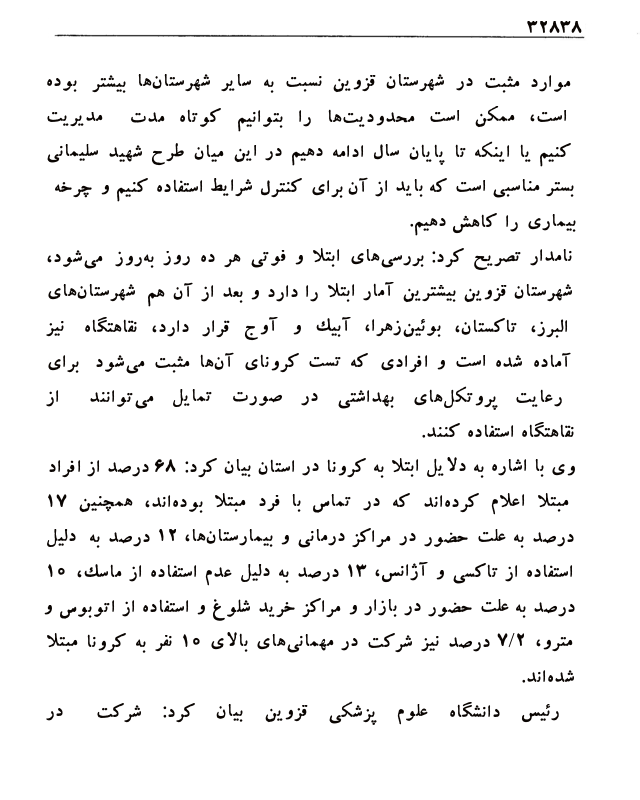 ۳۲۸۳۸
موارد مثبت در شهرستان قزوین نسبت به سایر شهرستان‌ها بیشتر بوده
است، ممکن است محدودیت‌ها را بتوانیم کوتاه مدت مدیریت
کنیم یا اینکه تا پایان سال ادامه دهیم در این میان طرح شهید سلیمانی
بستر مناسبی است که باید از آن برای کنترل شرایط استفاده کنیم و چرخه
بیماری را کاهش دهیم.
نامدار تصریح کرد: بررسی‌های ابتلا و فوتی هر ده روز به‌روز می‌شود،
شهرستان قزوین بیشترین آمار ابتلا را دارد و بعد از آن هم شهرستان‌های
البرز، تاکستان، بوئین‌زهرا، آبیك و آوج قرار دارد، نقاهتگاه نیز
آماده شده است و افرادی که تست کرونای آن‌ها مثبت می‌شود برای
رعایت پروتکل‌های بهداشتی در صورت تمایل می‌توانند از
نقاهتگاه استفاده کنند.
وی با اشاره به دلایل ابتلا به کرونا در استان بیان کرد: ۶۸ درصد از افراد
مبتلا اعلام کرده‌اند که در تماس با فرد مبتلا بوده‌اند، همچنین ۱۷
درصد به علت حضور در مراکز درمانی و بیمارستان‌ها، ۱۲ درصد به دلیل
استفاده از تاکسی و آژانس، ۱۳ درصد به دلیل عدم استفاده از ماسك، ۱۵
درصد به علت حضور در بازار و مراکز خرید شلوغ و استفاده از اتوبوس و
مترو، ۷/۲ درصد نیز شرکت در مهمانی‌های بالای ۱۵ نفر به کرونا مبتلا
شده‌اند.
رئیس دانشگاه علوم پزشکی قزوین بیان کرد: شرکت در